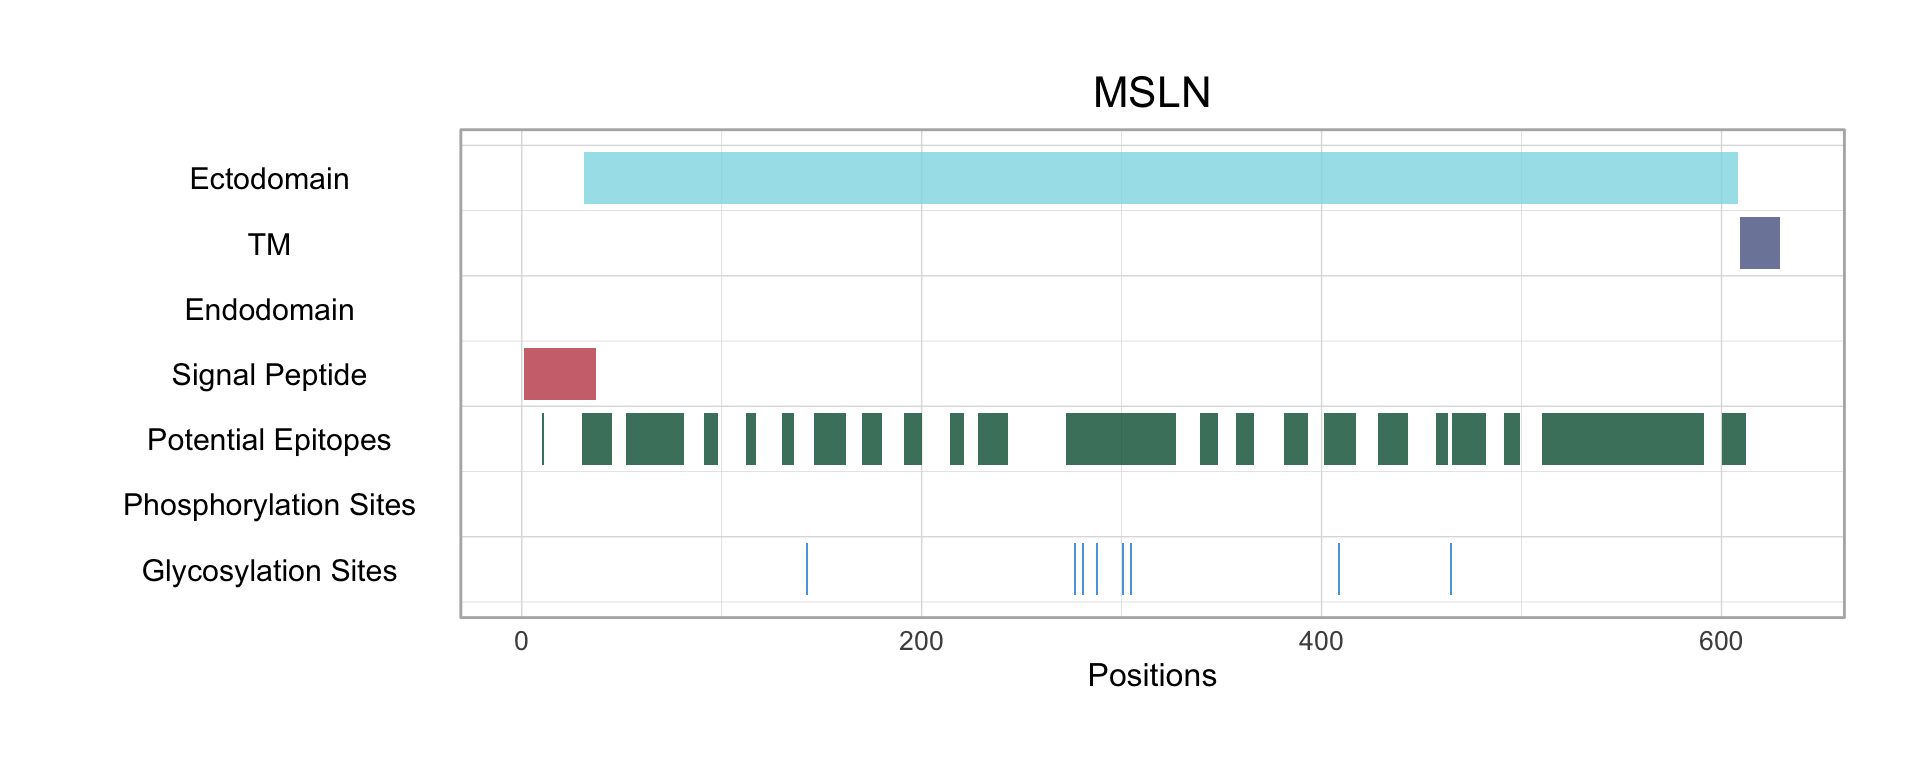 MSLN
Ectodomain
TM
Endodomain
Signal Peptide
Potential Epitopes
Phosphorylation Sites
Glycosylation Sites
0 200 400 600
Positions